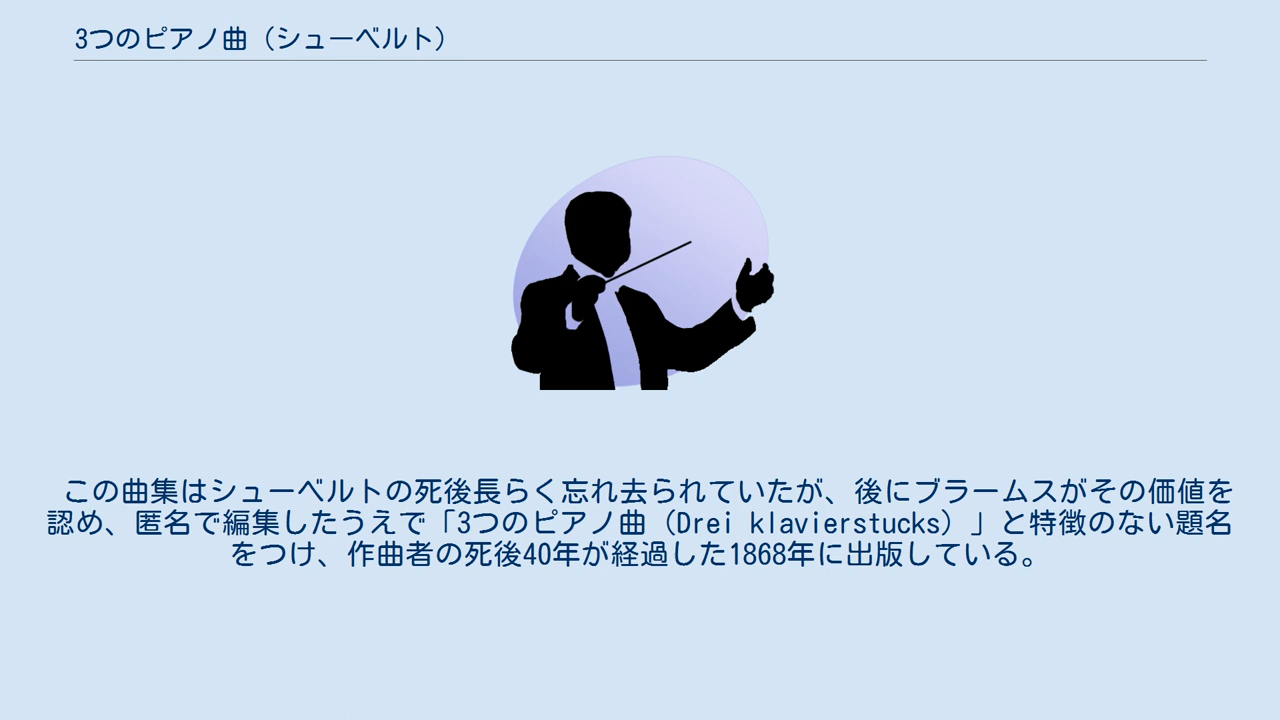 3つのピアノ曲（シューベルト）
この曲集はシューベルトの死後長らく忘れ去られていたが、後にブラームスがその価値を
認め、匿名で編集したうえで「3つのピアノ曲（Drei klavierstucks）」と特徴のない題名
をつけ、作曲者の死後40年が経過した1868年に出版している。